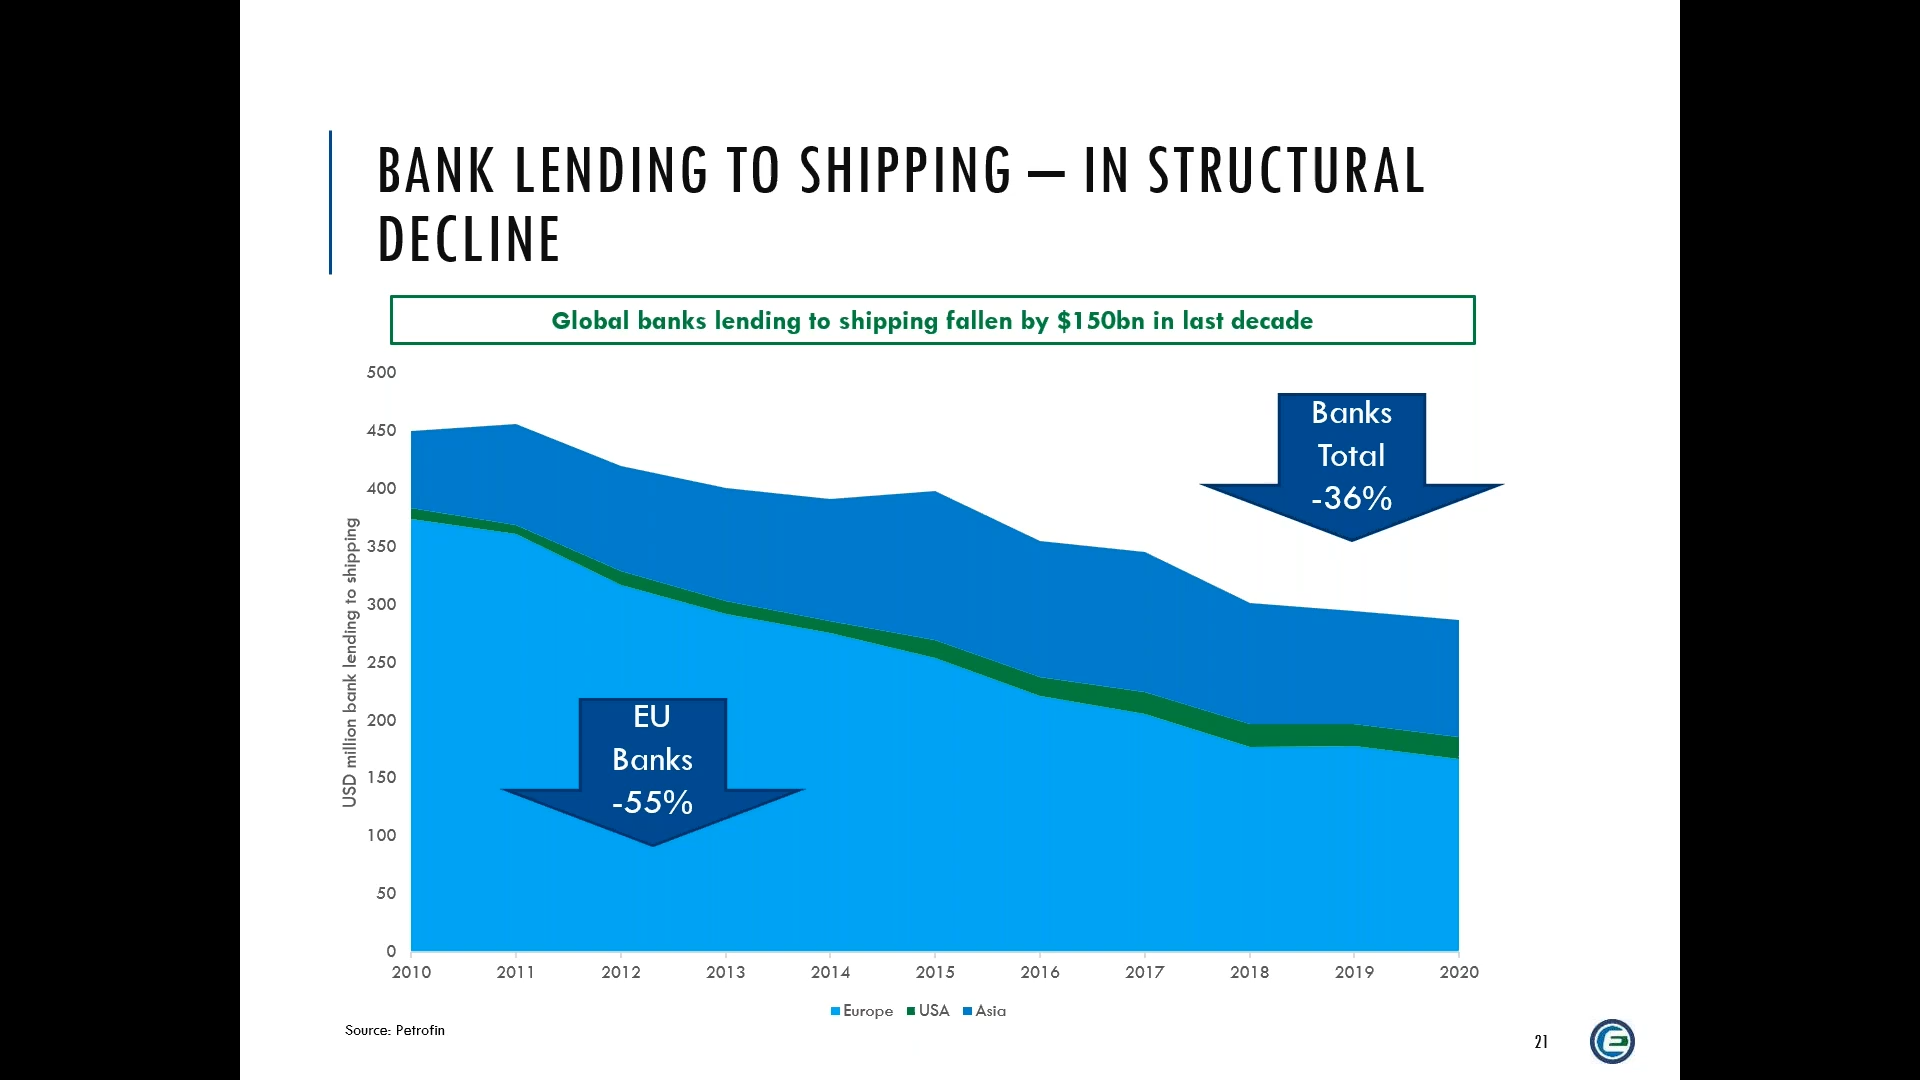 BANK LENDING TO SHIPPING – IN STRUCTURAL
DECLINE
Global banks lending to shipping fallen by $150bn in last decade
USD million bank lending to shipping
500
450
400
350
300
250
200
150
100
50
0
Banks
Total
-36%
EU
Banks
-55%
2010 2011 2012 2013 2014 2015 2016 2017 2018 2019 2020
Europe USA Asia
Source: Petrofin
21
E